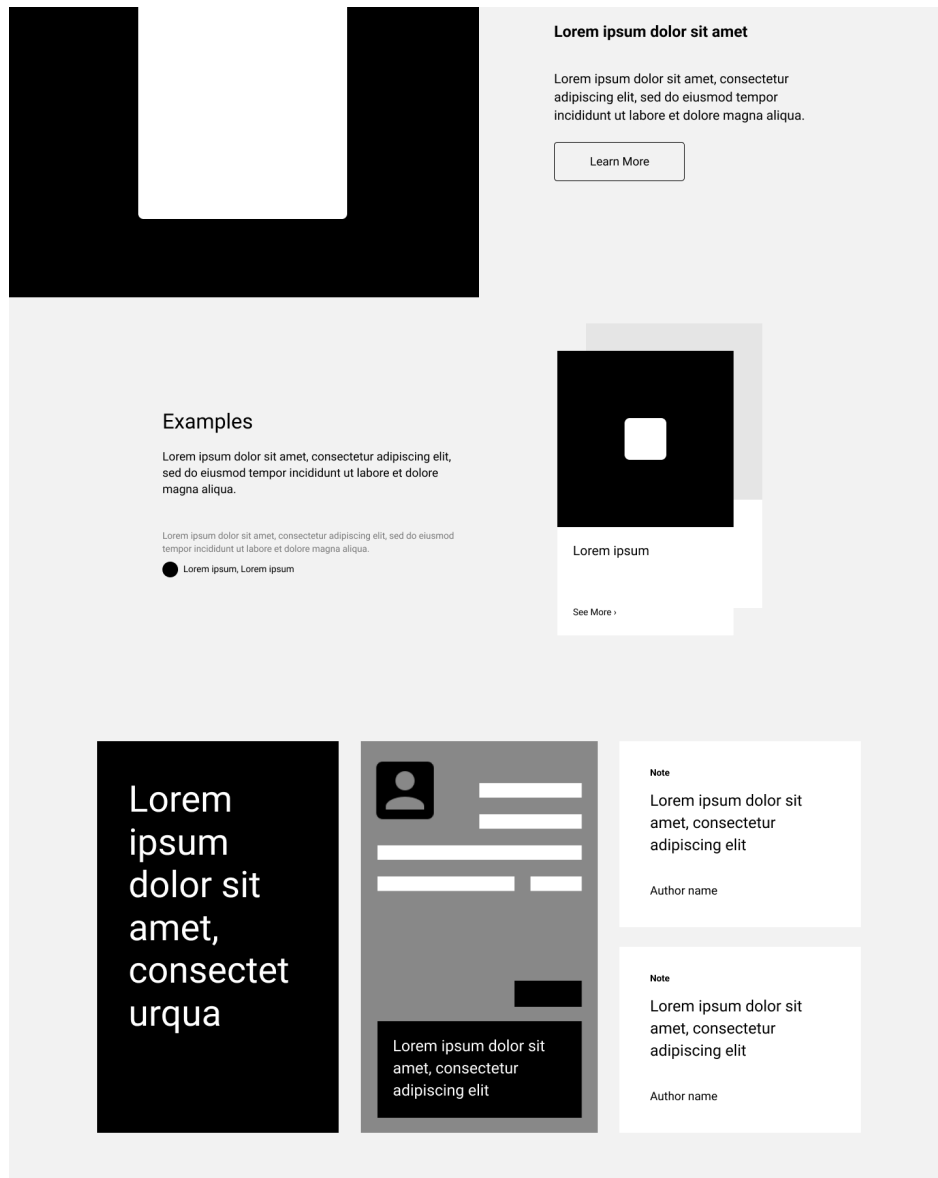 Lorem ipsum dolor sit amet
Lorem ipsum dolor sit amet, consectetur
adipiscing elit, sed do eiusmod tempor
incididunt ut labore et dolore magna aliqua.
Learn More
Examples
Lorem ipsum dolor sit amet, consectetur adipiscing elit,
sed do eiusmod tempor incididunt ut labore et dolore
magna aliqua.
Lorem ipsum dolor sit amet, consectetur adipiscing elit, sed do eiusmod
tempor incididunt ut labore et dolore magna aliqua.
Lorem ipsum, Lorem ipsum
Lorem ipsum
See More ›
Lorem
ipsum
dolor sit
amet,
consectet
urqua
Lorem ipsum dolor sit
amet, consectetur
adipiscing elit
Note
Lorem ipsum dolor sit
amet, consectetur
adipiscing elit
Author name
Note
Lorem ipsum dolor sit
amet, consectetur
adipiscing elit
Author name